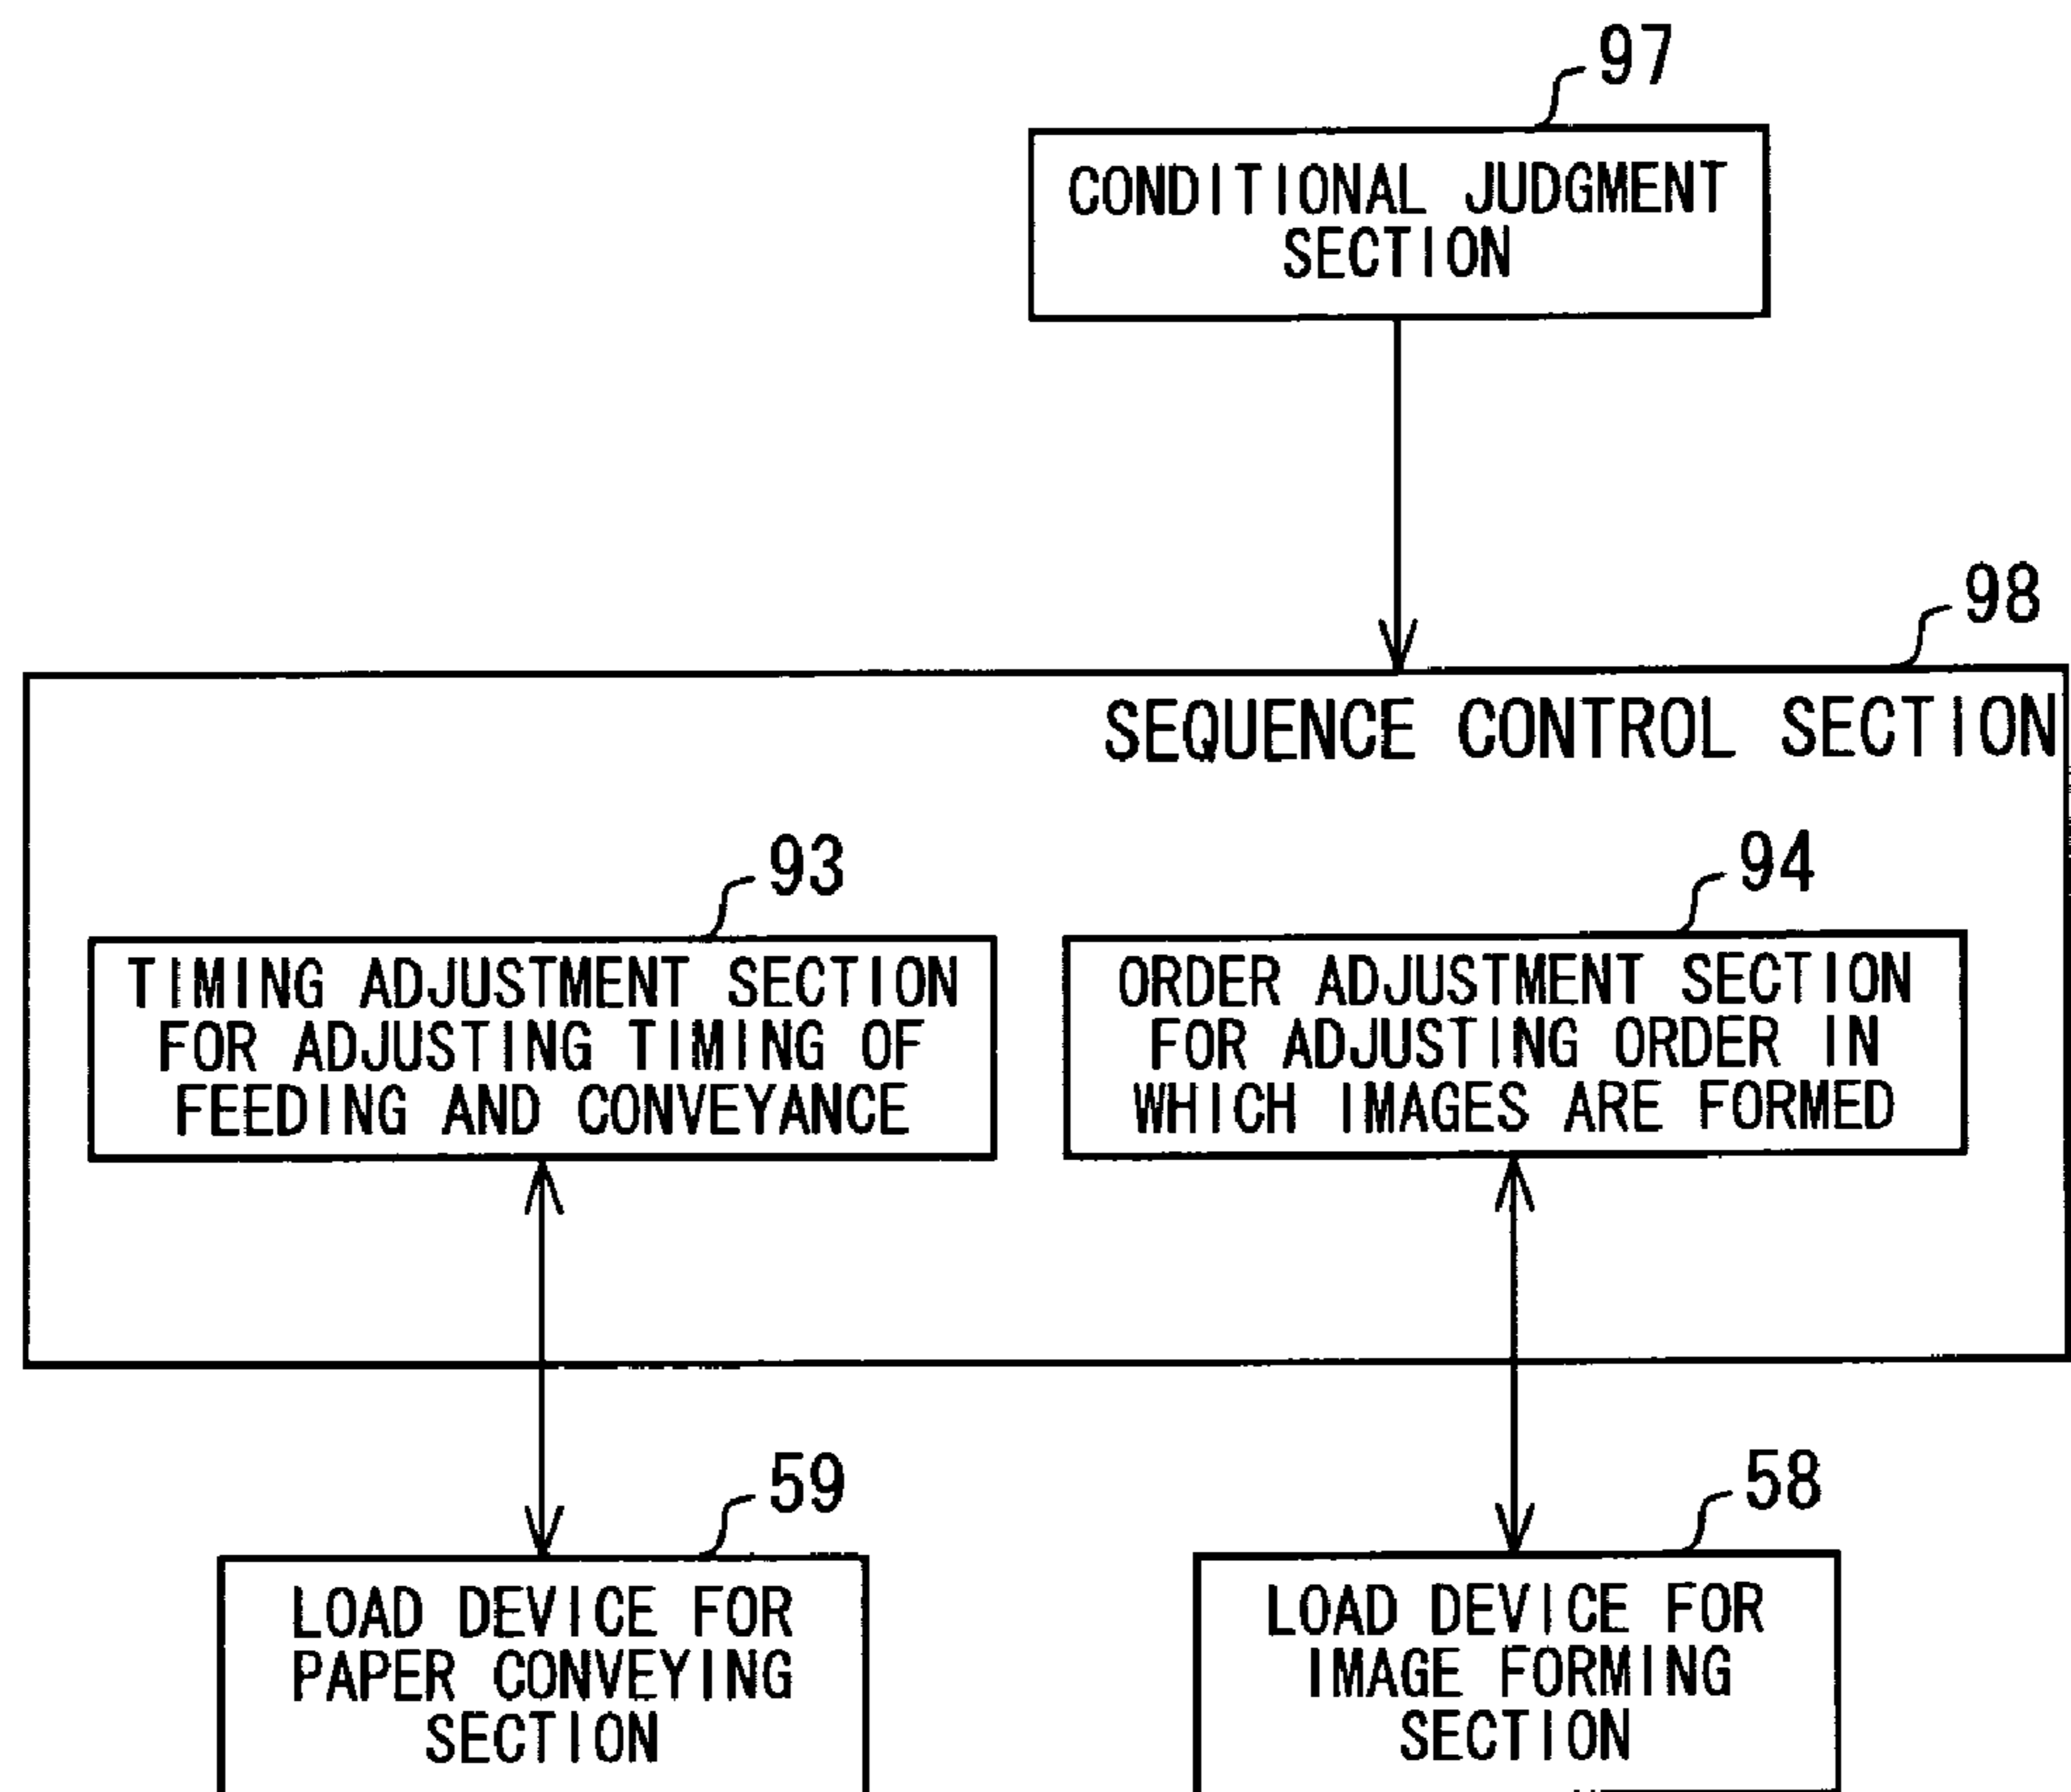 97
CONDITIONAL JUDGMENT
SECTION
98
SEQUENCE CONTROL SECTION
93
TIMING ADJUSTMENT SECTION
FOR ADJUSTING TIMING OF
FEEDING AND CONVEYANCE
94
ORDER ADJUSTMENT SECTION
FOR ADJUSTING ORDER IN
WHICH IMAGES ARE FORMED
59
LOAD DEVICE FOR
PAPER CONVEYING
SECTION
58
LOAD DEVICE FOR
IMAGE FORMING
SECTION